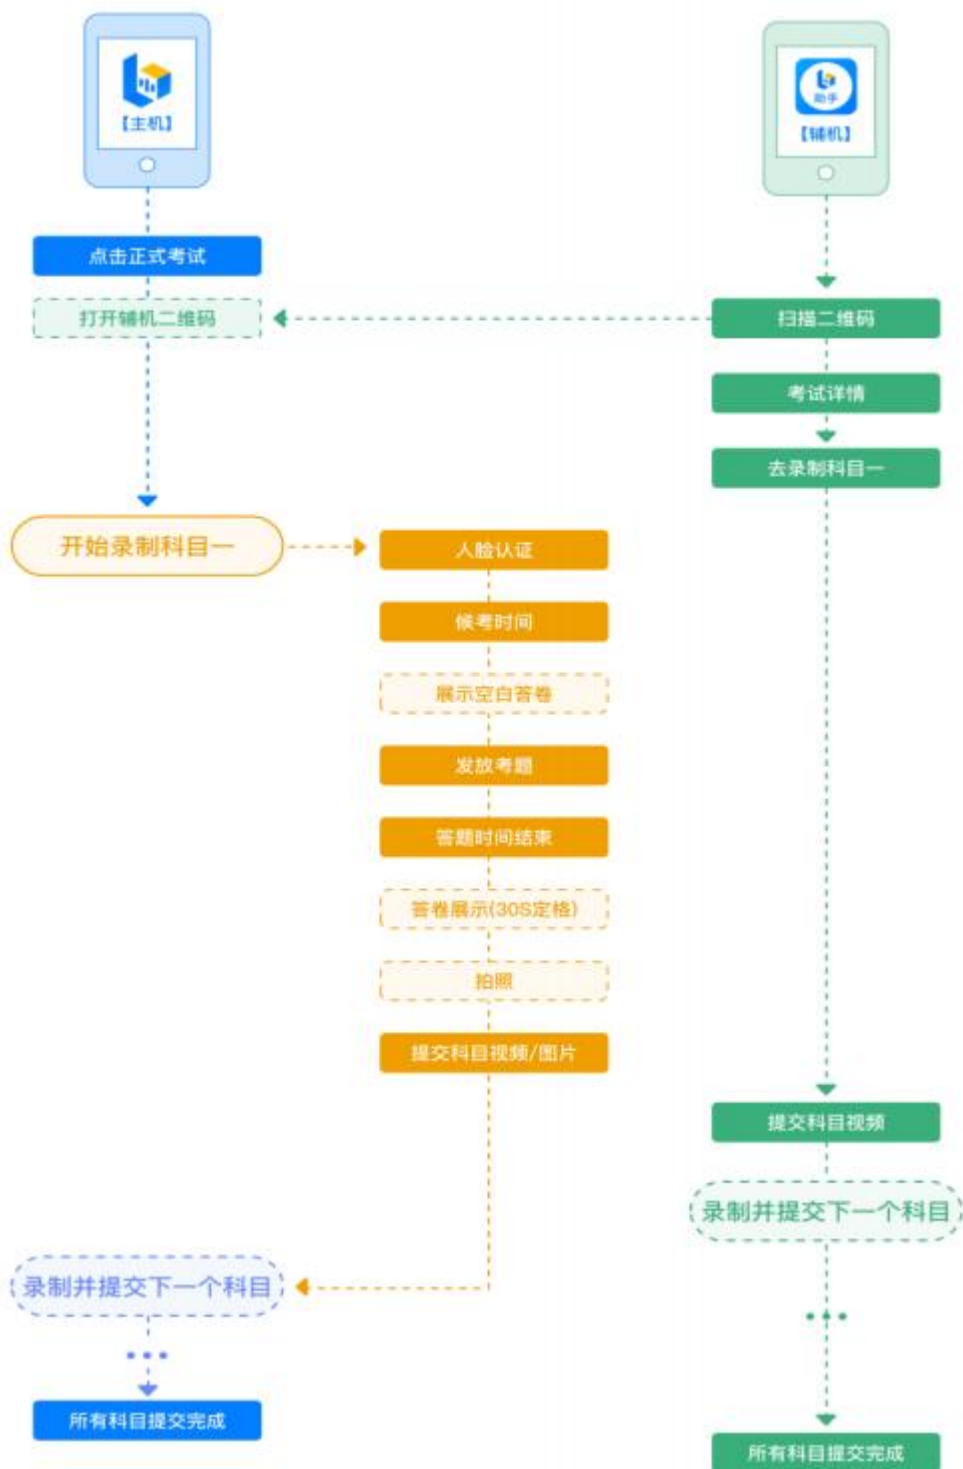 【主机】
助手
【辅机】
点击正式考试
打开辅机二维码
扫描二维码
考试详情
去录制科目一
开始录制科目一
人脸认证
候考时间
展示空白答卷
发放考题
答题时间结束
答卷展示(30S定格)
拍照
提交科目视频/图片
提交科目视频
录制并提交下一个科目
录制并提交下一个科目
所有科目提交完成
所有科目提交完成